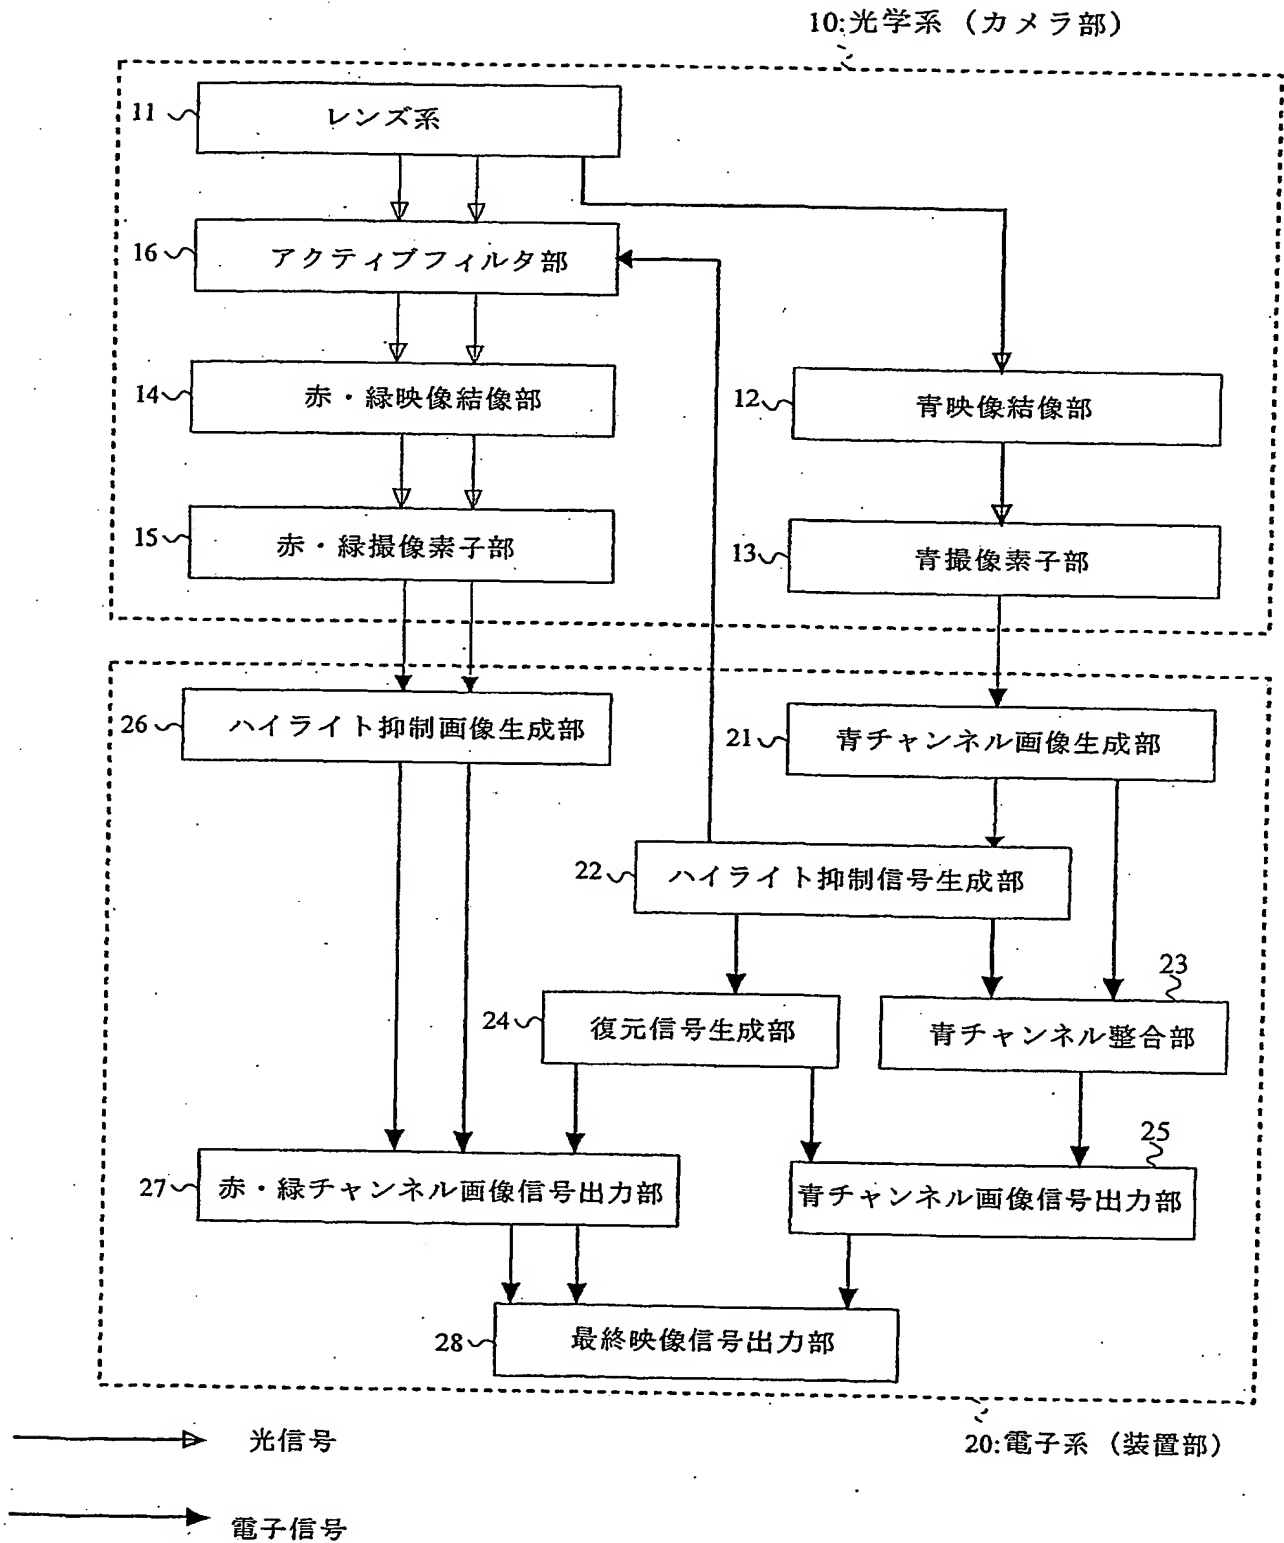 10:光学系（カメラ部）
11
レンズ系
16
アクティブフィルタ部
14
赤・緑映像結像部
12
青映像結像部
15
赤・緑撮像素子部
13
青撮像素子部
26
ハイライト抑制画像生成部
21
青チャンネル画像生成部
22
ハイライト抑制信号生成部
23
24
復元信号生成部
青チャンネル整合部
25
27
赤・緑チャンネル画像信号出力部
青チャンネル画像信号出力部
28
最終映像信号出力部
光信号
20:電子系（装置部）
電子信号